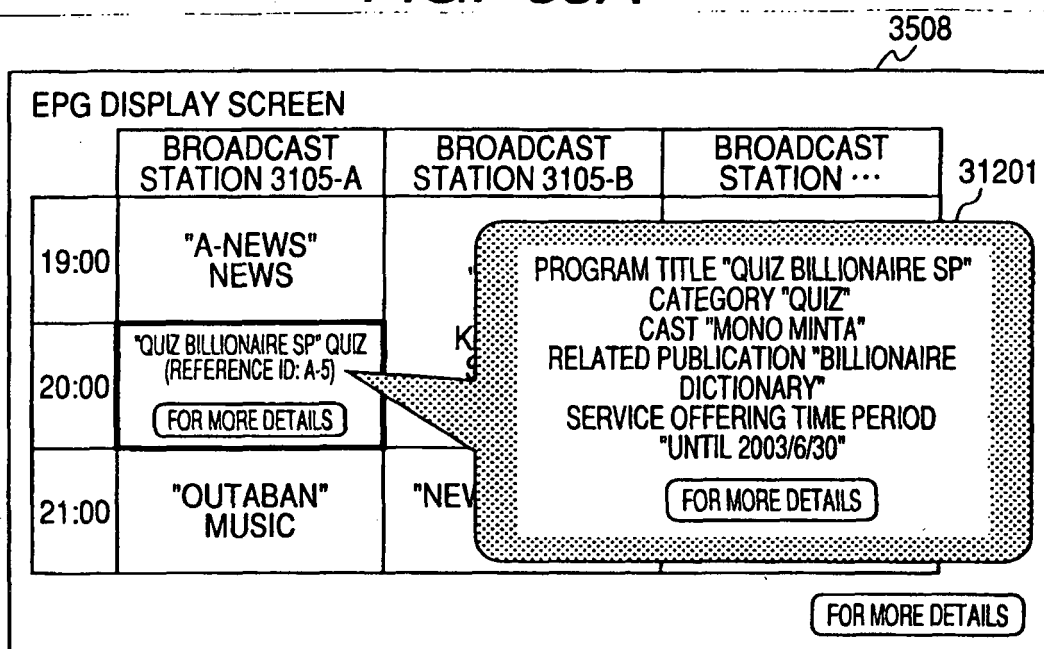 3508
EPG DISPLAY SCREEN
BROADCAST
STATION 3105-A
BROADCAST
STATION 3105-B
BROADCAST
STATION ...
31201
19:00
"A-NEWS"
NEWS
20:00
"QUIZ BILLIONAIRE SP" QUIZ
(REFERENCE ID: A-5)
FOR MORE DETAILS
K
21:00
"OUTABAN"
MUSIC
"NEW
PROGRAM TITLE "QUIZ BILLIONAIRE SP"
CATEGORY "QUIZ"
CAST "MONO MINTA"
RELATED PUBLICATION "BILLIONAIRE
DICTIONARY"
SERVICE OFFERING TIME PERIOD
"UNTIL 2003/6/30"
FOR MORE DETAILS
FOR MORE DETAILS